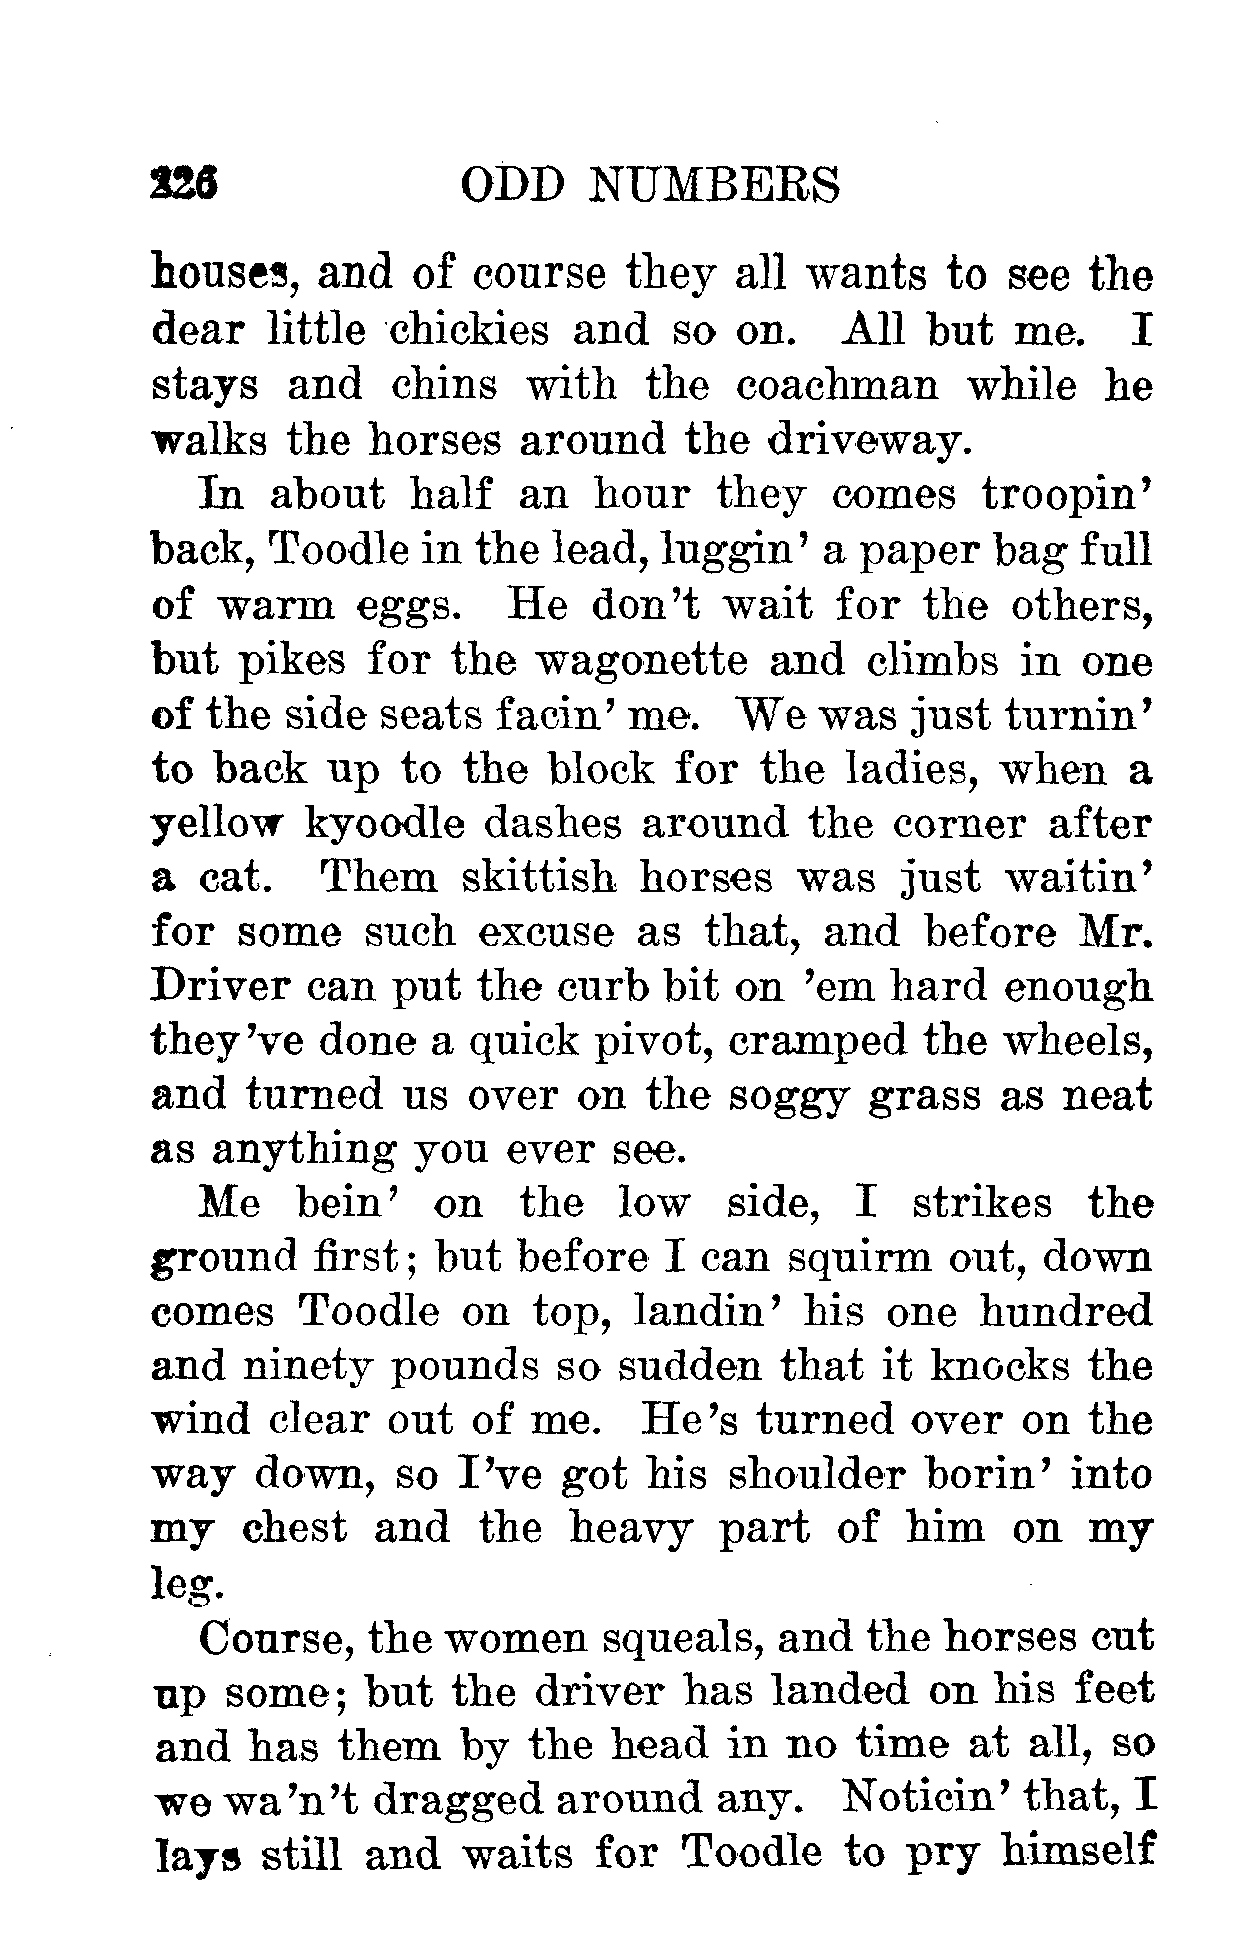 226 ODD NUMBERS
houses, and of course they all wants to see the
dear little chickies and so on. All but me. I
stays and chins with the coachman while he
walks the horses around the driveway.
In about half an hour they comes troopin'
back, Toodle in the lead, luggin' a paper bag full
of warm eggs. He don't wait for the others,
but pikes for the wagonette and climbs in one
of the side seats facin' me. We was just turnin'
to back up to the block for the ladies, when a
yellow kyoodle dashes around the corner after
a cat. Them skittish horses was just waitin'
for some such excuse as that, and before Mr.
Driver can put the curb bit on 'em hard enough
they've done a quick pivot, cramped the wheels,
and turned us over on the soggy grass as neat
as anything you ever see.
Me bein' on the low side, I strikes the
ground first; but before I can squirm out, down
comes Toodle on top, landin' his one hundred
and ninety pounds so sudden that it knocks the
wind clear out of me. He's turned over on the
way down, so I've got his shoulder borin' into
my chest and the heavy part of him on my
leg.
Course, the women squeals, and the horses cut
up some; but the driver has landed on his feet
and has them by the head in no time at all, so
we wa'n't dragged around any. Noticin' that, I
lays still and waits for Toodle to pry himself